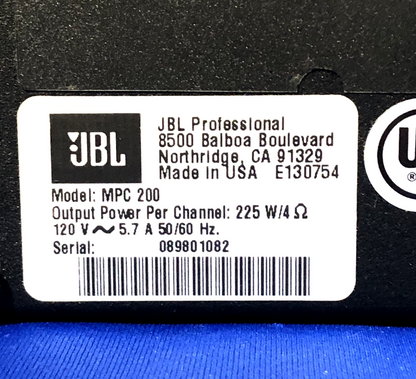 JBL
JBL Professional
8500 Balboa Boulevard
Northridge, CA 91329
Made in USA E130754
Model: MPC 200
Output Power Per Channel: 225 W/4 Ω
120 V ~ 5.7 A 50/60 Hz.
Serial: 089801082
®